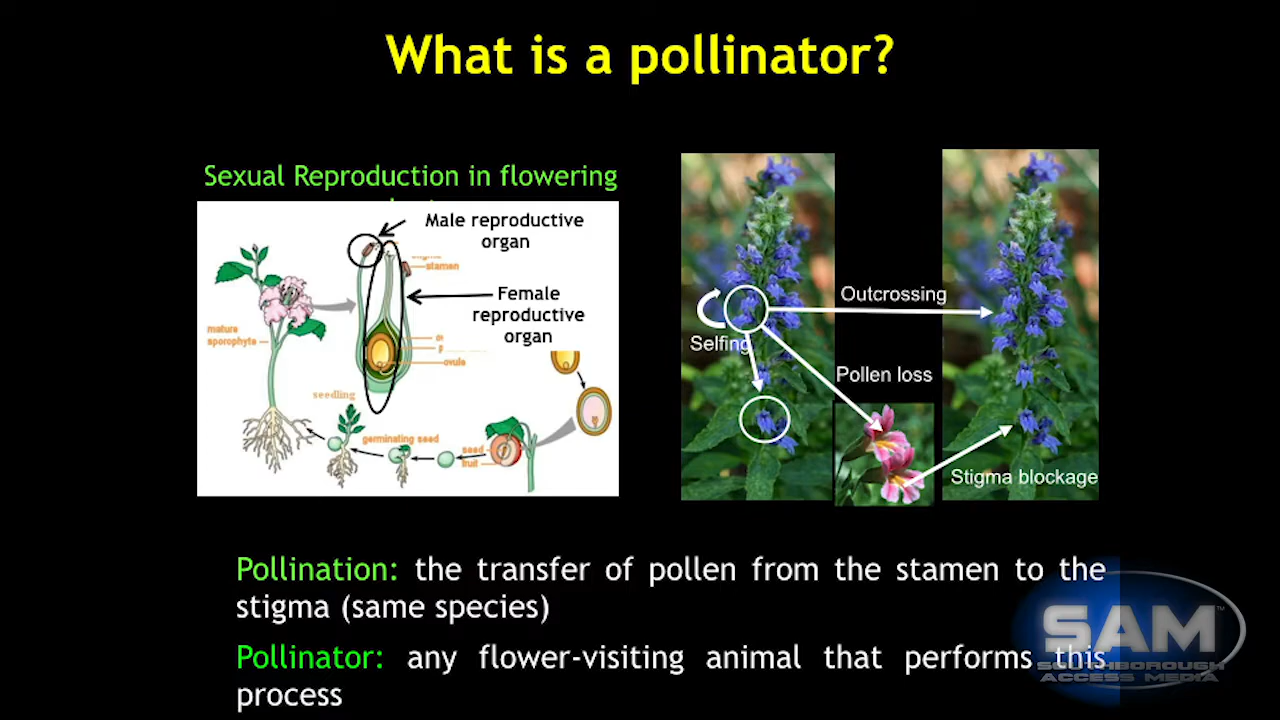 What is a pollinator?
Sexual Reproduction in flowering
Male reproductive
organ
stamen
Female
reproductive
organ
mature
sporophyte
ovule
seedling
germinating seed
seed
fruit
Outcrossing
Selfing
Pollen loss
Stigma blockage
Pollination: the transfer of pollen from the stamen to the
stigma (same species)
Pollinator: any flower-visiting animal that performs this
process
SAM™
SOUTHBOROUGH
ACCESS MEDIA